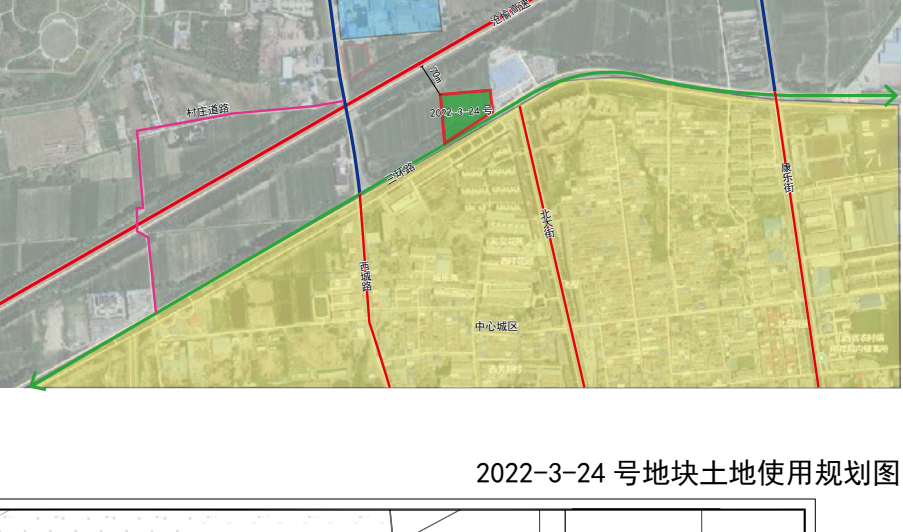 沧榆高速
70m
村庄道路
2022-3-24 号
三环路
康乐街
北大街
西城路
中心城区
2022-3-24 号地块土地使用规划图